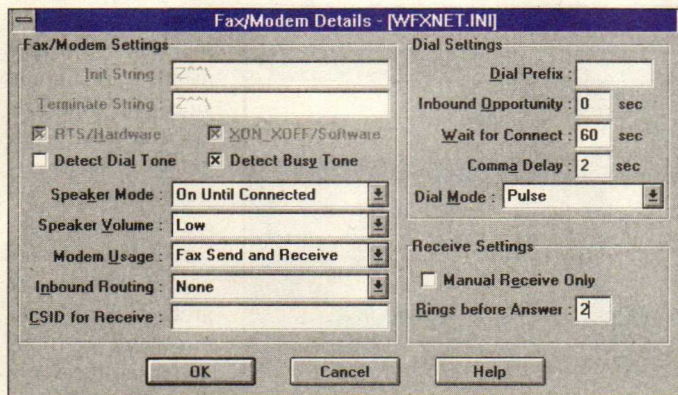 Fax/Modem Details - [WFXNET.INI]
Fax/Modem Settings
Init String : Z^^\
Terminate String : Z^^\
RTS/Hardware XON_XOFF/Software
Detect Dial Tone Detect Busy Tone
Speaker Mode : On Until Connected
Speaker Volume : Low
Modem Usage : Fax Send and Receive
Inbound Routing : None
CSID for Receive :
Dial Settings
Dial Prefix :
Inbound Opportunity : 0 sec
Wait for Connect : 60 sec
Comma Delay : 2 sec
Dial Mode : Pulse
Receive Settings
Manual Receive Only
Rings before Answer : 2
OK Cancel Help